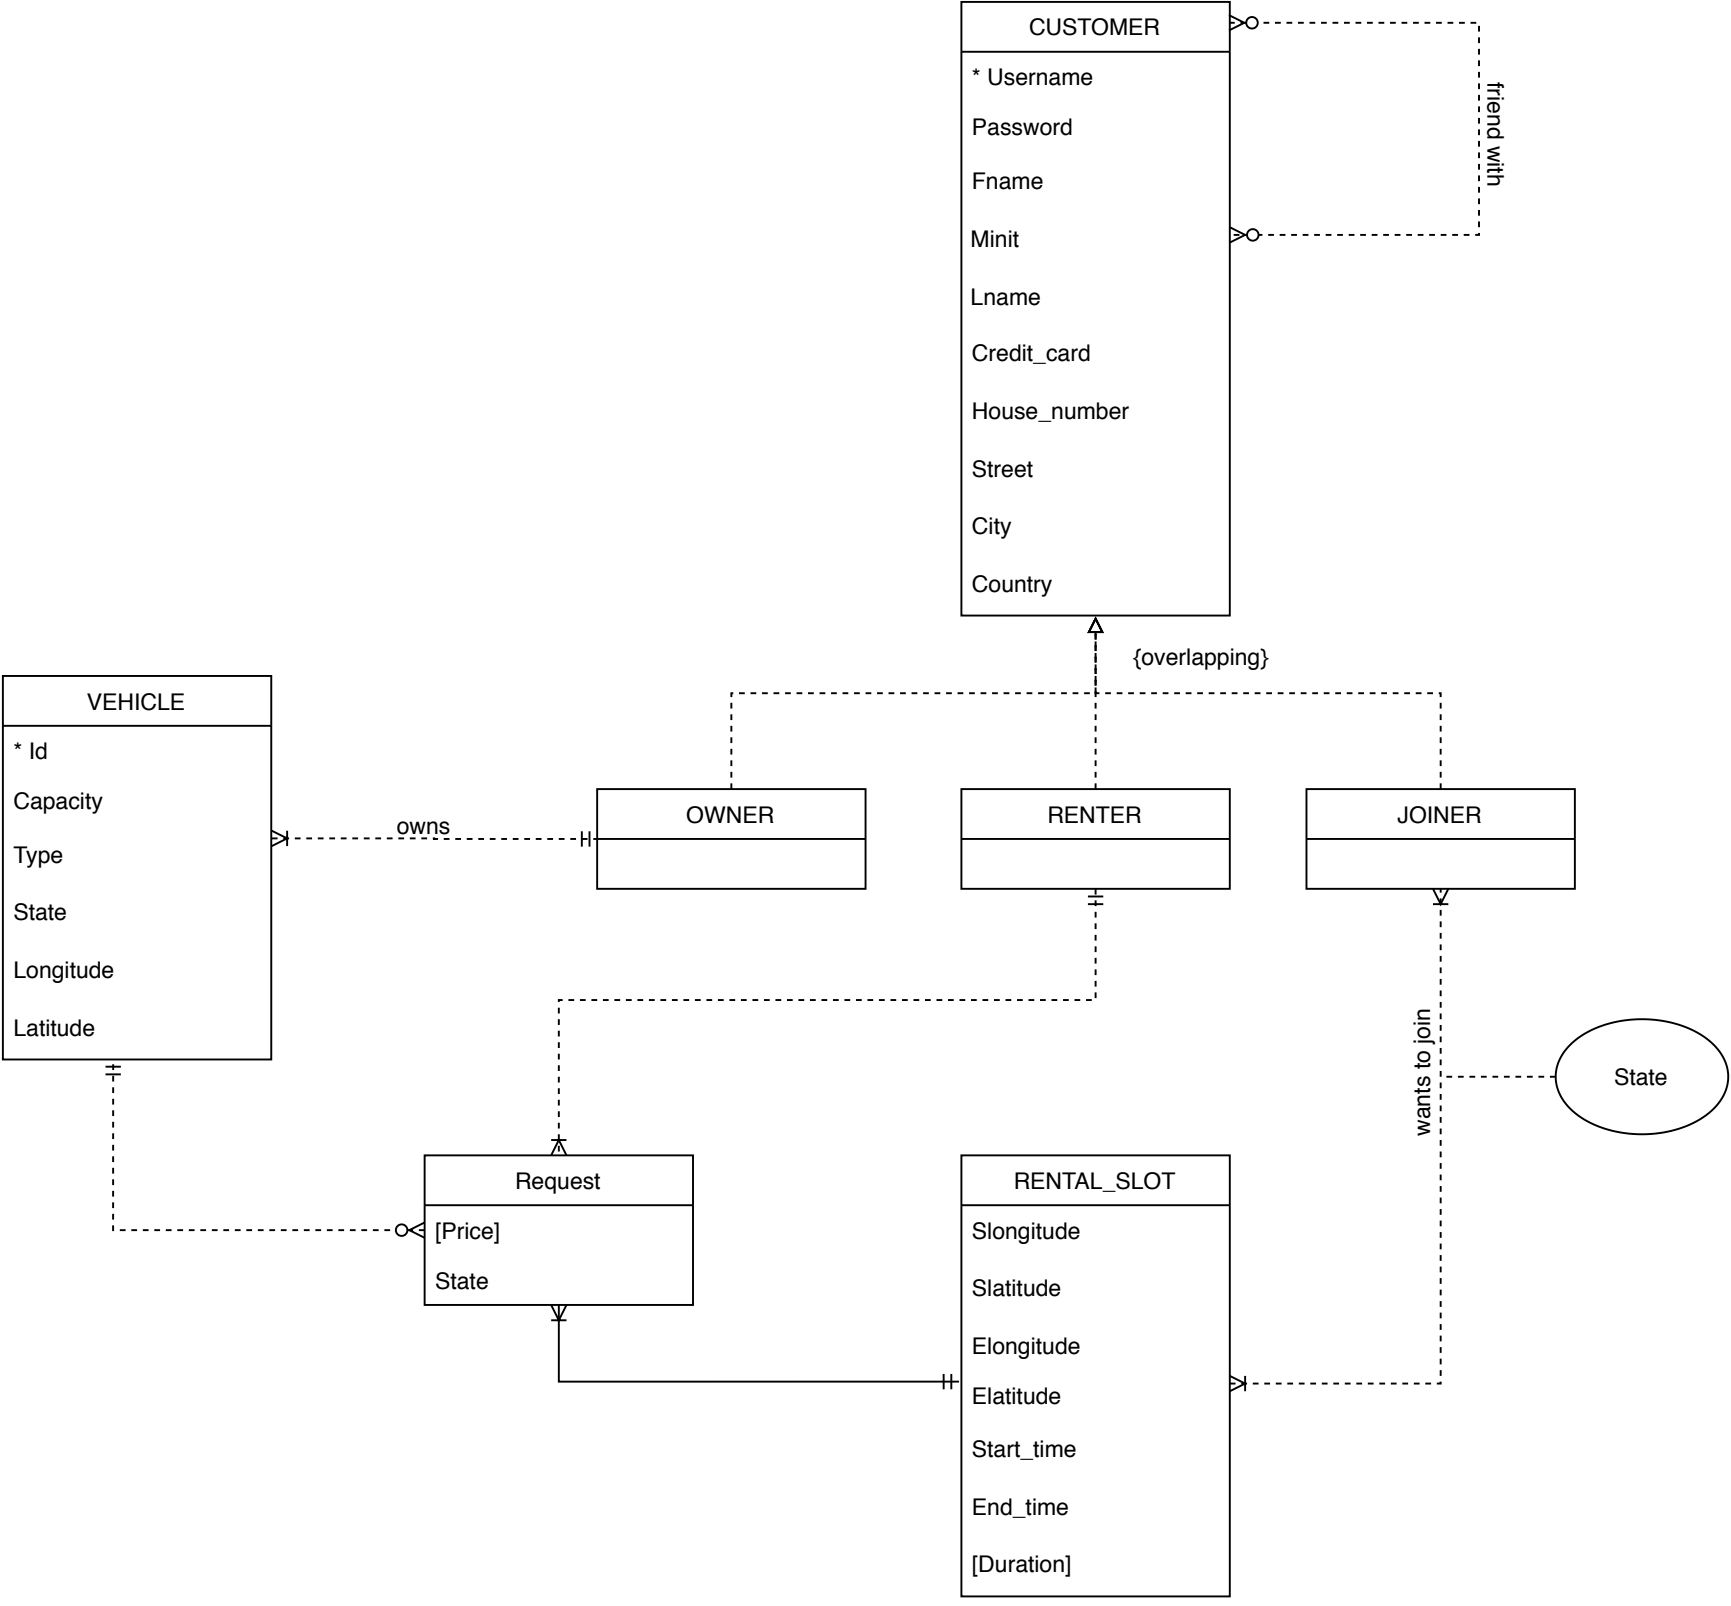 CUSTOMER
* Username
Password
Fname
Minit
Lname
Credit_card
House_number
Street
City
Country
friend with
{overlapping}
VEHICLE
* Id
Capacity
Type
State
Longitude
Latitude
owns
OWNER
RENTER
JOINER
wants to join
State
Request
[Price]
State
RENTAL_SLOT
Slongitude
Slatitude
Elongitude
Elatitude
Start_time
End_time
[Duration]